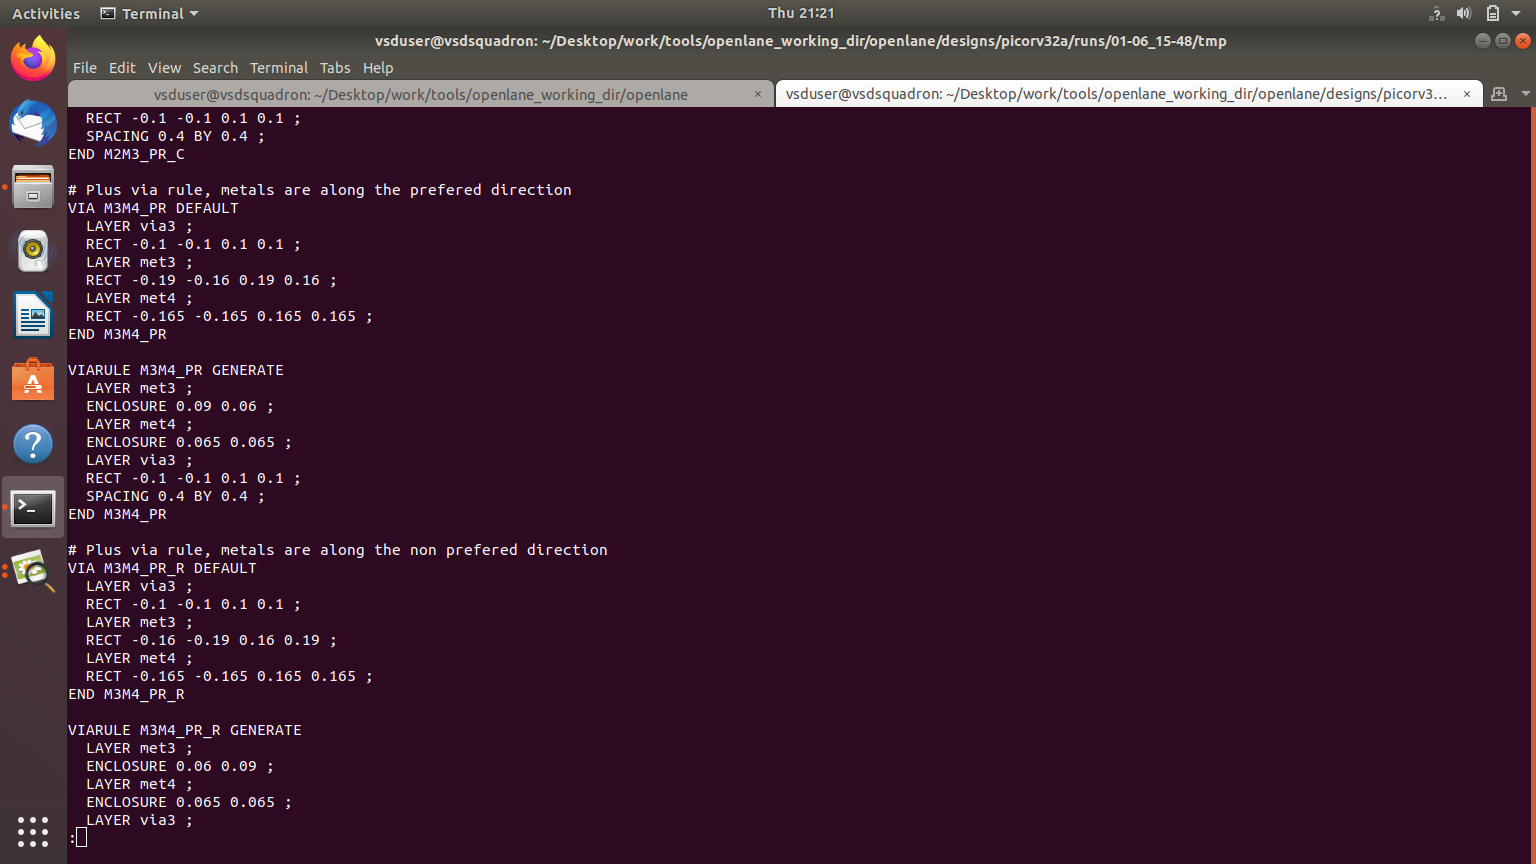 Activities
Terminal
Thu 21:21
vsduser@vsdsquadron: ~/Desktop/work/tools/openlane_working_dir/openlane/designs/picorv32a/runs/01-06_15-48/tmp
File Edit View Search Terminal Tabs Help
vsduser@vsdsquadron: ~/Desktop/work/tools/openlane_working_dir/openlane
vsduser@vsdsquadron: ~/Desktop/work/tools/openlane_working_dir/openlane/designs/picorv3...
  RECT -0.1 -0.1 0.1 0.1 ;
  SPACING 0.4 BY 0.4 ;
END M2M3_PR_C

# Plus via rule, metals are along the prefered direction
VIA M3M4_PR DEFAULT
  LAYER via3 ;
  RECT -0.1 -0.1 0.1 0.1 ;
  LAYER met3 ;
  RECT -0.19 -0.16 0.19 0.16 ;
  LAYER met4 ;
  RECT -0.165 -0.165 0.165 0.165 ;
END M3M4_PR

VIARULE M3M4_PR GENERATE
  LAYER met3 ;
  ENCLOSURE 0.09 0.06 ;
  LAYER met4 ;
  ENCLOSURE 0.065 0.065 ;
  LAYER via3 ;
  RECT -0.1 -0.1 0.1 0.1 ;
  SPACING 0.4 BY 0.4 ;
END M3M4_PR

# Plus via rule, metals are along the non prefered direction
VIA M3M4_PR_R DEFAULT
  LAYER via3 ;
  RECT -0.1 -0.1 0.1 0.1 ;
  LAYER met3 ;
  RECT -0.16 -0.19 0.16 0.19 ;
  LAYER met4 ;
  RECT -0.165 -0.165 0.165 0.165 ;
END M3M4_PR_R

VIARULE M3M4_PR_R GENERATE
  LAYER met3 ;
  ENCLOSURE 0.06 0.09 ;
  LAYER met4 ;
  ENCLOSURE 0.065 0.065 ;
  LAYER via3 ;
: